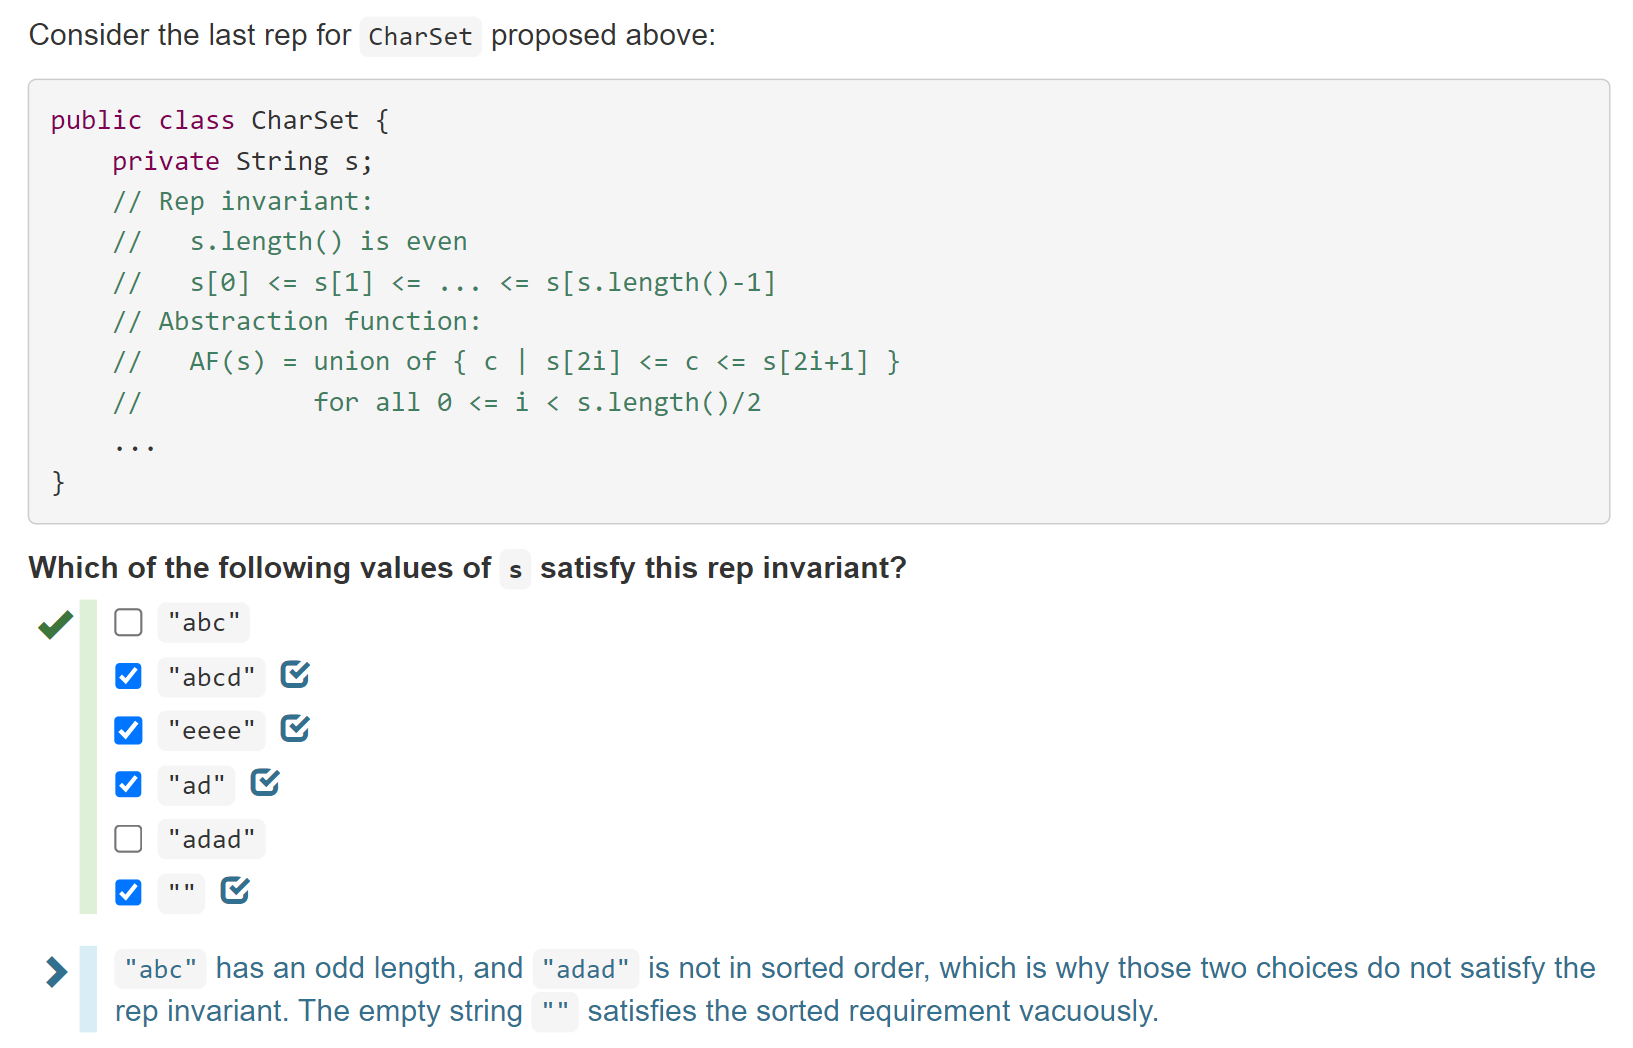 Consider the last rep for CharSet proposed above:
public class CharSet {
    private String s;
    // Rep invariant:
    //   s.length() is even
    //   s[0] <= s[1] <= ... <= s[s.length()-1]
    // Abstraction function:
    //   AF(s) = union of { c | s[2i] <= c <= s[2i+1] }
    //           for all 0 <= i < s.length()/2
    ...
}
Which of the following values of s satisfy this rep invariant?
"abc"
"abcd"
"eeee"
"ad"
"adad"
""
"abc" has an odd length, and "adad" is not in sorted order, which is why those two choices do not satisfy the
rep invariant. The empty string "" satisfies the sorted requirement vacuously.